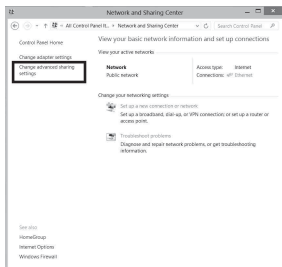 Network and Sharing Center
« All Control Panel It... ▸ Network and Sharing Center
Search Control Panel
Control Panel Home
Change adapter settings
Change advanced sharing
settings
View your basic network information and set up connections
View your active networks
Network
Public network
Access type: Internet
Connections: Ethernet
Change your networking settings
Set up a new connection or network
Set up a broadband, dial-up, or VPN connection; or set up a router or
access point.
Troubleshoot problems
Diagnose and repair network problems, or get troubleshooting
information.
See also
HomeGroup
Internet Options
Windows Firewall